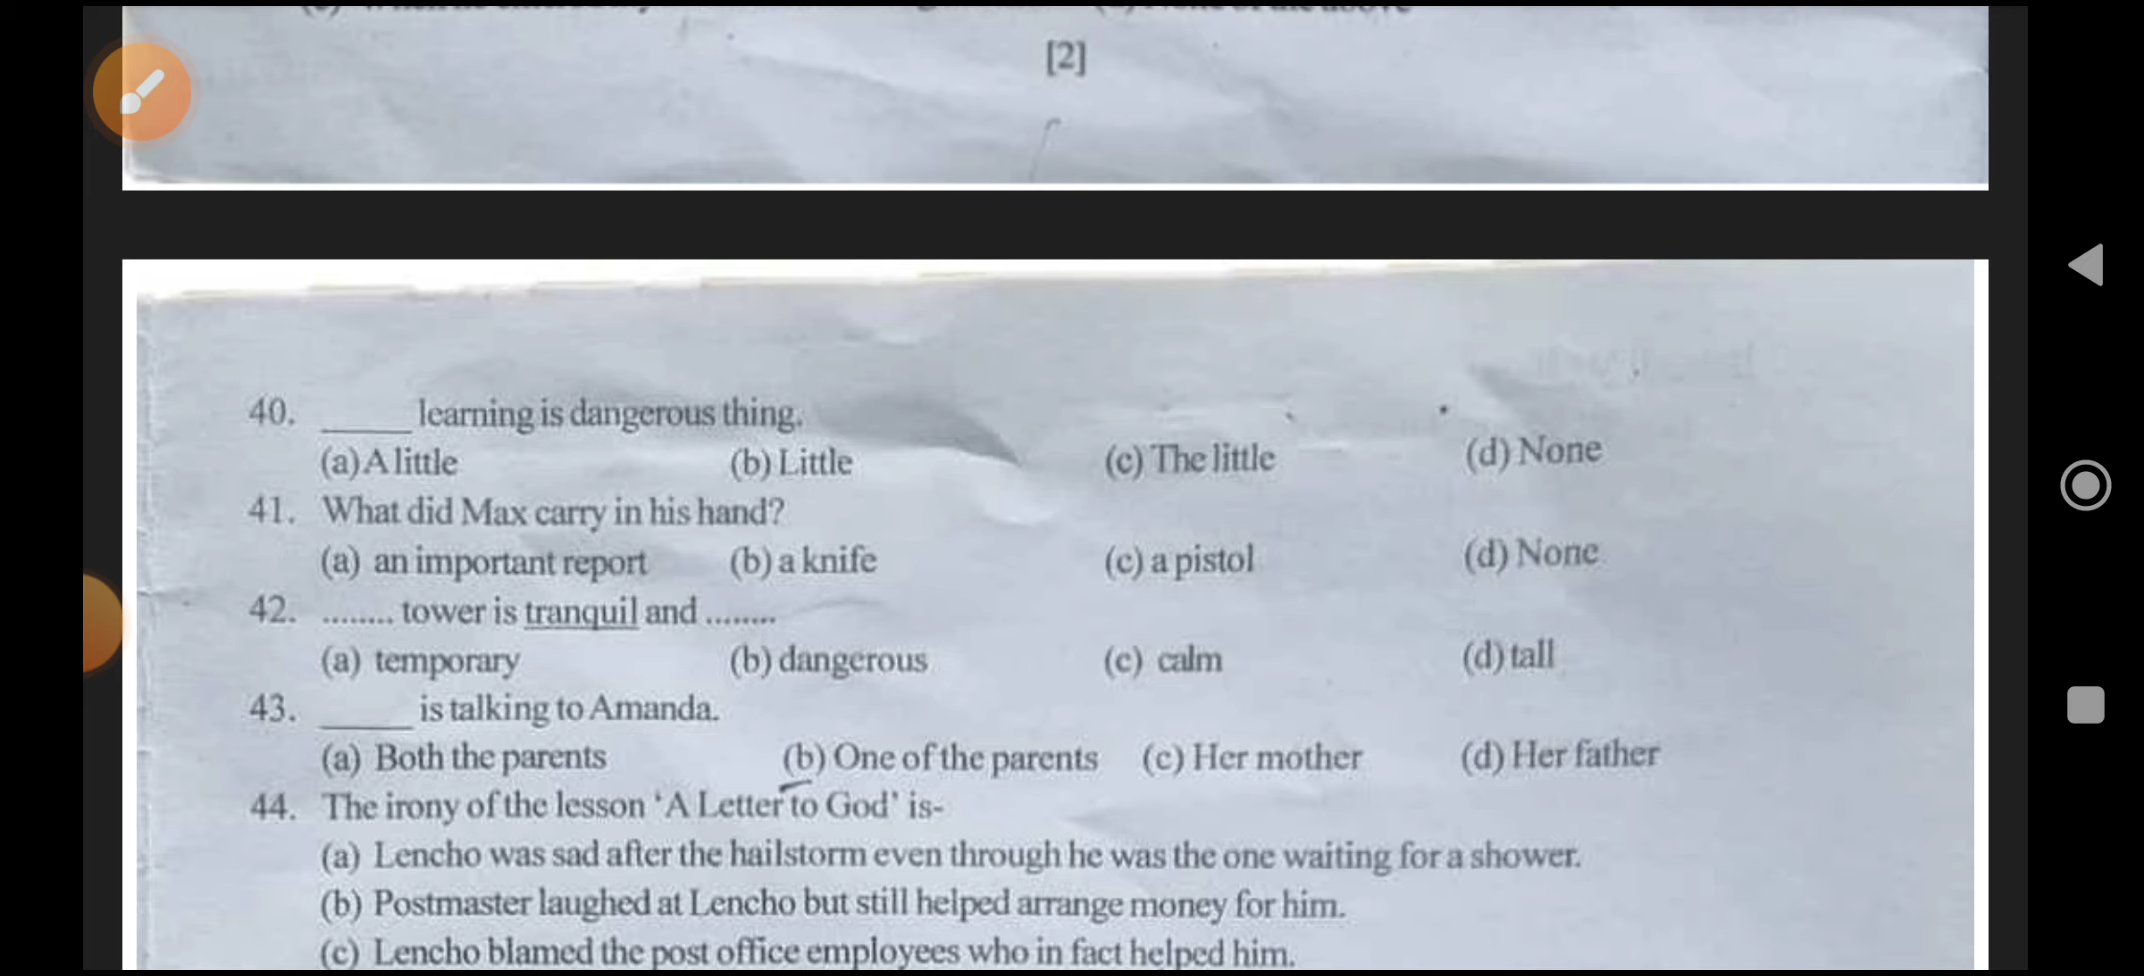 [2]
40. _____ learning is dangerous thing.
(a) A little (b) Little (c) The little (d) None
41. What did Max carry in his hand?
(a) an important report (b) a knife (c) a pistol (d) None
42. ........ tower is tranquil and ........
(a) temporary (b) dangerous (c) calm (d) tall
43. _____ is talking to Amanda.
(a) Both the parents (b) One of the parents (c) Her mother (d) Her father
44. The irony of the lesson ‘A Letter to God’ is-
(a) Lencho was sad after the hailstorm even through he was the one waiting for a shower.
(b) Postmaster laughed at Lencho but still helped arrange money for him.
(c) Lencho blamed the post office employees who in fact helped him.